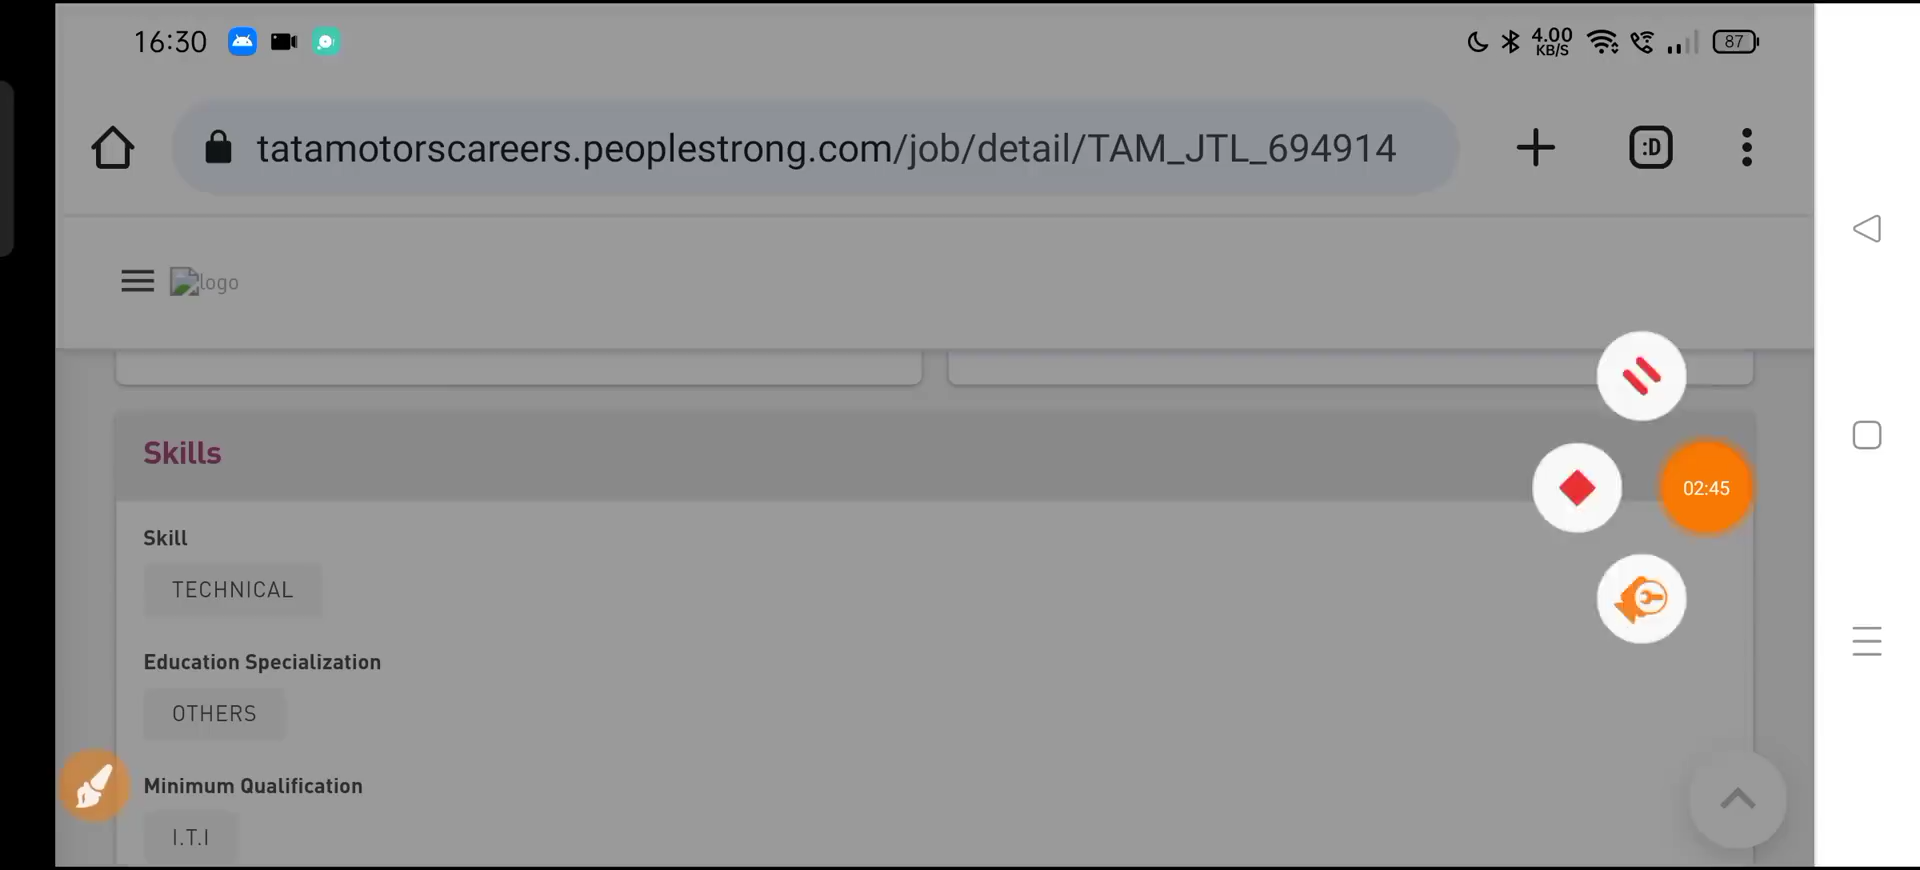 16:30 4.00 KB/S 87
tatamotorscareers.peoplestrong.com/job/detail/TAM_JTL_694914 :D
logo
Skills
02:45
Skill
TECHNICAL
Education Specialization
OTHERS
Minimum Qualification
I.T.I